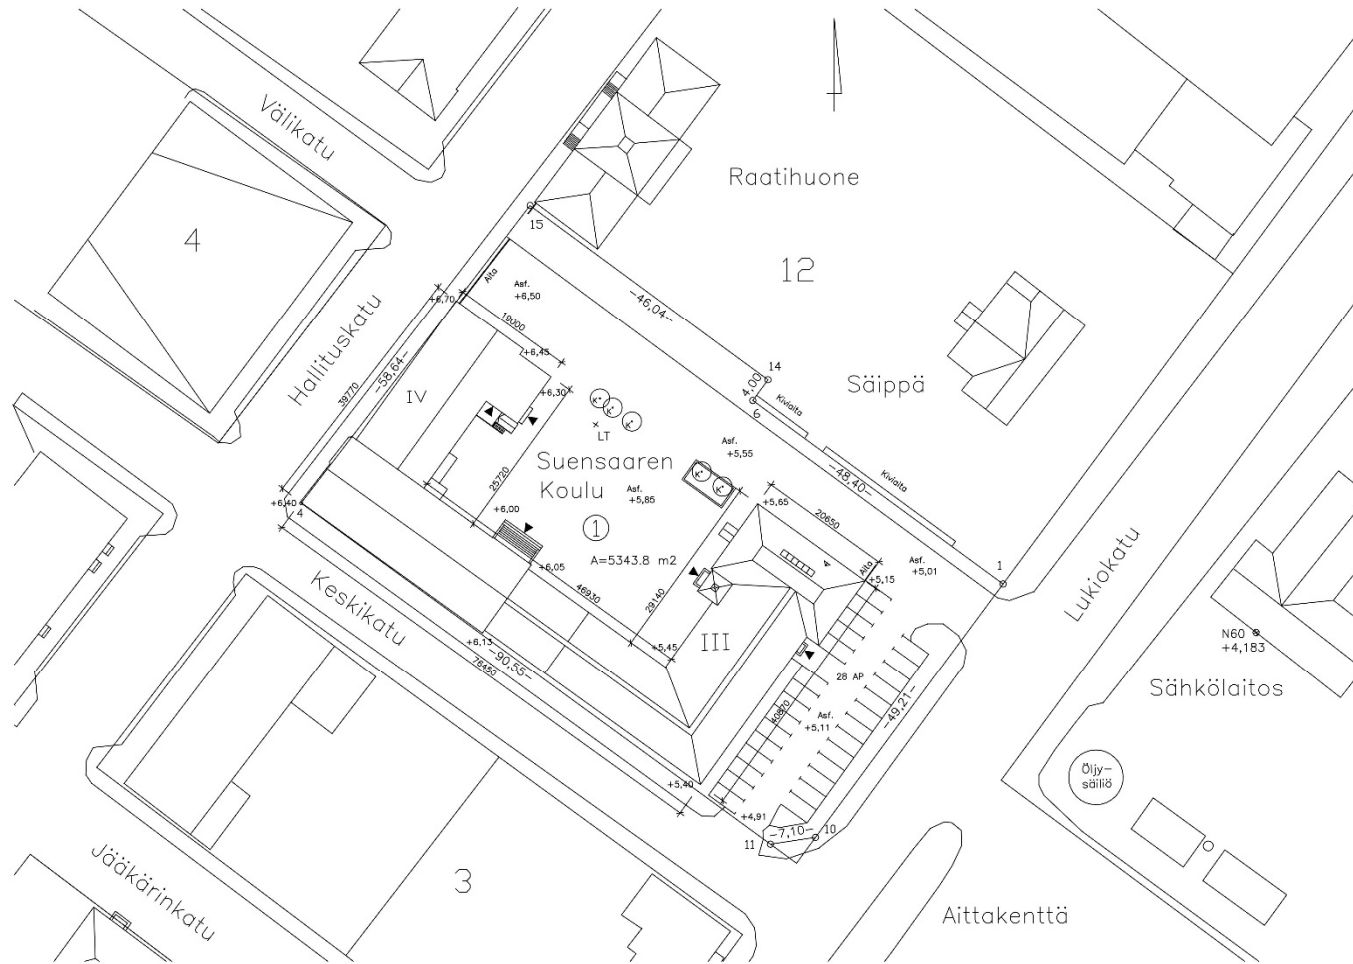 Välikatu
4
Hallituskatu
15
Raatihuone
12
Aita
Asf.
+6,50
+6,70
19000
-46,04-
+6,45
39770
-58,64-
IV
+6,30
14
4,00
6
Kiviaita
Säippä
LT
Suensaaren
Koulu
Asf.
+5,55
Kiviaita
-48,40-
25720
Asf.
+5,85
+6,40
4
+6,00
1
A=5343.8 m2
+5,65
20650
Asf.
+5,01
1
Aita
+5,15
4
Lukiokatu
+6,05
46930
29140
Keskikatu
+6,13
-90,55-
76450
+5,45
III
28 AP
N60
+4,183
Sähkölaitos
40870
Asf.
+5,11
-49,21-
+5,40
+4,91
11
-7,10-
10
Öljy-
säiliö
Jääkärinkatu
3
Aittakenttä